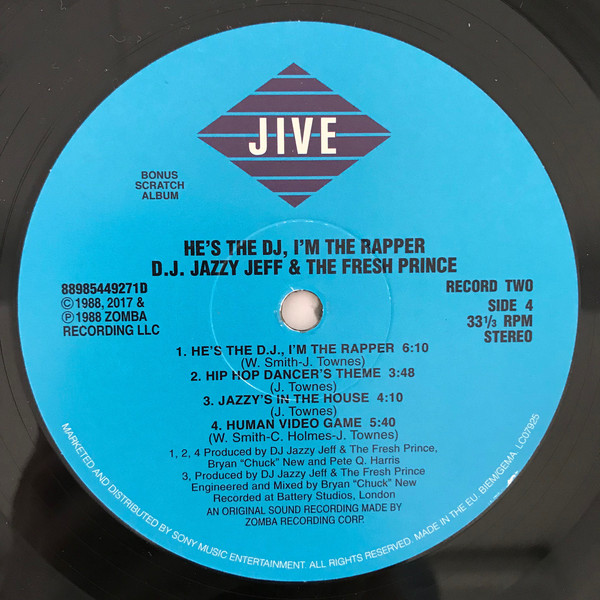 JIVE
BONUS
SCRATCH
ALBUM
HE'S THE DJ, I'M THE RAPPER
D.J. JAZZY JEFF & THE FRESH PRINCE
88985449271D
©1988, 2017 &
℗1988 ZOMBA
RECORDING LLC
RECORD TWO
SIDE 4
33 1/3 RPM
STEREO
1. HE'S THE D.J., I'M THE RAPPER 6:10
(W. Smith-J. Townes)
2. HIP HOP DANCER'S THEME 3:48
(J. Townes)
3. JAZZY'S IN THE HOUSE 4:10
(J. Townes)
4. HUMAN VIDEO GAME 5:40
(W. Smith-C. Holmes-J. Townes)
1, 2, 4 Produced by DJ Jazzy Jeff & The Fresh Prince,
Bryan "Chuck" New and Pete Q. Harris
3, Produced by DJ Jazzy Jeff & The Fresh Prince
Engineered and Mixed by Bryan "Chuck" New
Recorded at Battery Studios, London
AN ORIGINAL SOUND RECORDING MADE BY
ZOMBA RECORDING CORP.
MARKETED AND DISTRIBUTED BY SONY MUSIC ENTERTAINMENT. ALL RIGHTS RESERVED. MADE IN THE EU. BIEM/GEMA. LC07925